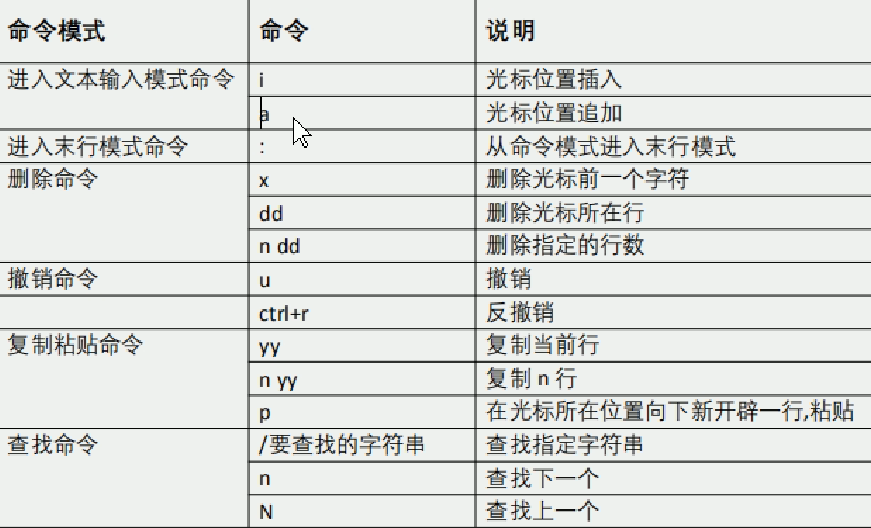 命令模式 命令 说明
进入文本输入模式命令 i 光标位置插入
a 光标位置追加
进入末行模式命令 : 从命令模式进入末行模式
删除命令 x 删除光标前一个字符
dd 删除光标所在行
n dd 删除指定的行数
撤销命令 u 撤销
ctrl+r 反撤销
复制粘贴命令 yy 复制当前行
n yy 复制 n 行
p 在光标所在位置向下新开辟一行,粘贴
查找命令 /要查找的字符串 查找指定字符串
n 查找下一个
N 查找上一个